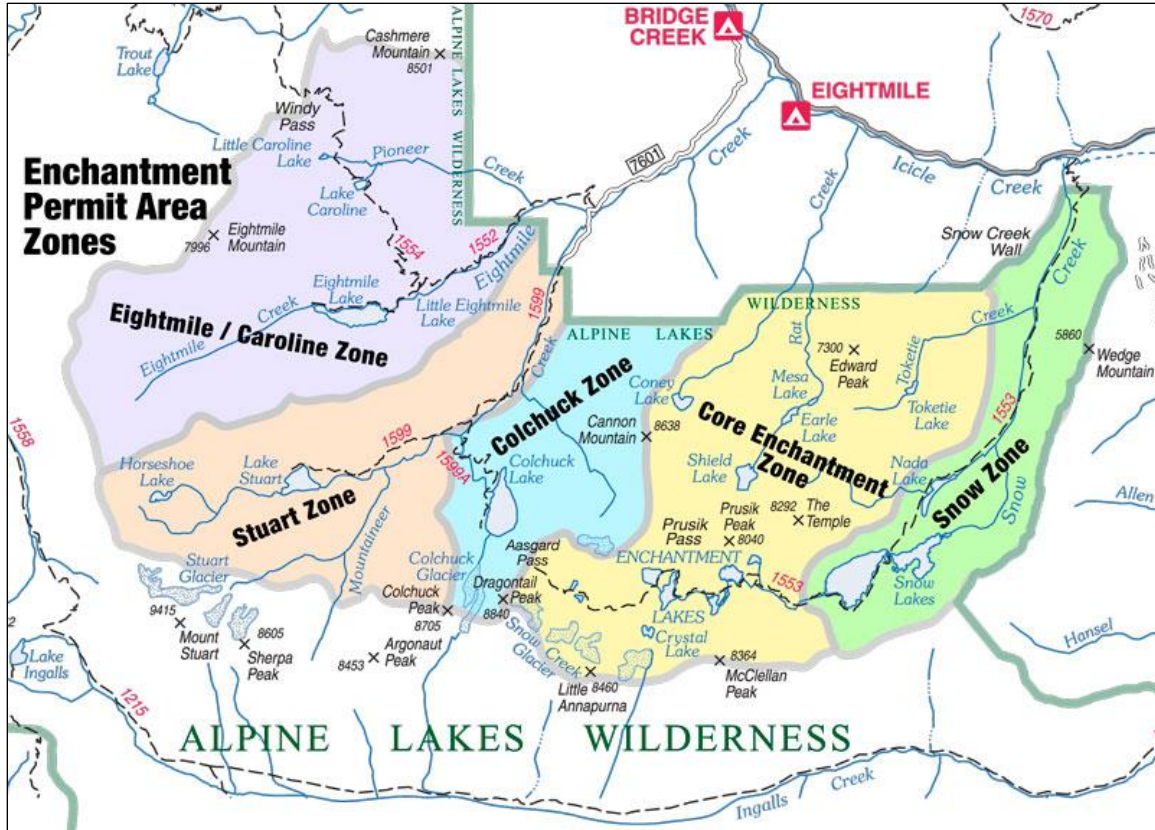 BRIDGE
CREEK
1570
EIGHTMILE
Trout
Lake
Cashmere
Mountain
8501
ALPINE LAKES WILDERNESS
Windy
Pass
Little Caroline
Lake
Pioneer
Creek
Lake
Caroline
7601
Creek
Icicle
Creek
Creek
Enchantment
Permit Area
Zones
7996
Eightmile
Mountain
1554
1552
Eightmile
Snow Creek
Wall
Creek
Eightmile
Lake
Little Eightmile
Lake
1599
Creek
Eightmile / Caroline Zone
Eightmile
Creek
WILDERNESS
ALPINE LAKES
Rat
7300
Edward
Peak
Toketie
Creek
5860
Wedge
Mountain
Mesa
Lake
Coney
Lake
Colchuck Zone
Toketie
Lake
Earle
Lake
Core Enchantment
Zone
1553
Cannon
Mountain
8638
1558
1599
1599A
Horseshoe
Lake
Lake
Stuart
Stuart Zone
Colchuck
Lake
Shield
Lake
Nada
Lake
Snow Zone
Snow
Allen
8292
The
Temple
Prusik
Peak
8040
Prusik
Pass
Mountaineer
Aasgard
Pass
ENCHANTMENT
LAKES
1553
Stuart
Glacier
Colchuck
Glacier
Dragontail
Peak
8840
Snow
Lakes
9415
Mount
Stuart
8605
Sherpa
Peak
Colchuck
Peak
8705
8453
Argonaut
Peak
Snow Creek
Glacier
Crystal
Lake
Hansel
2
Lake
Ingalls
Little
Annapurna
8460
8364
McClellan
Peak
1215
ALPINE LAKES WILDERNESS
Ingalls
Creek